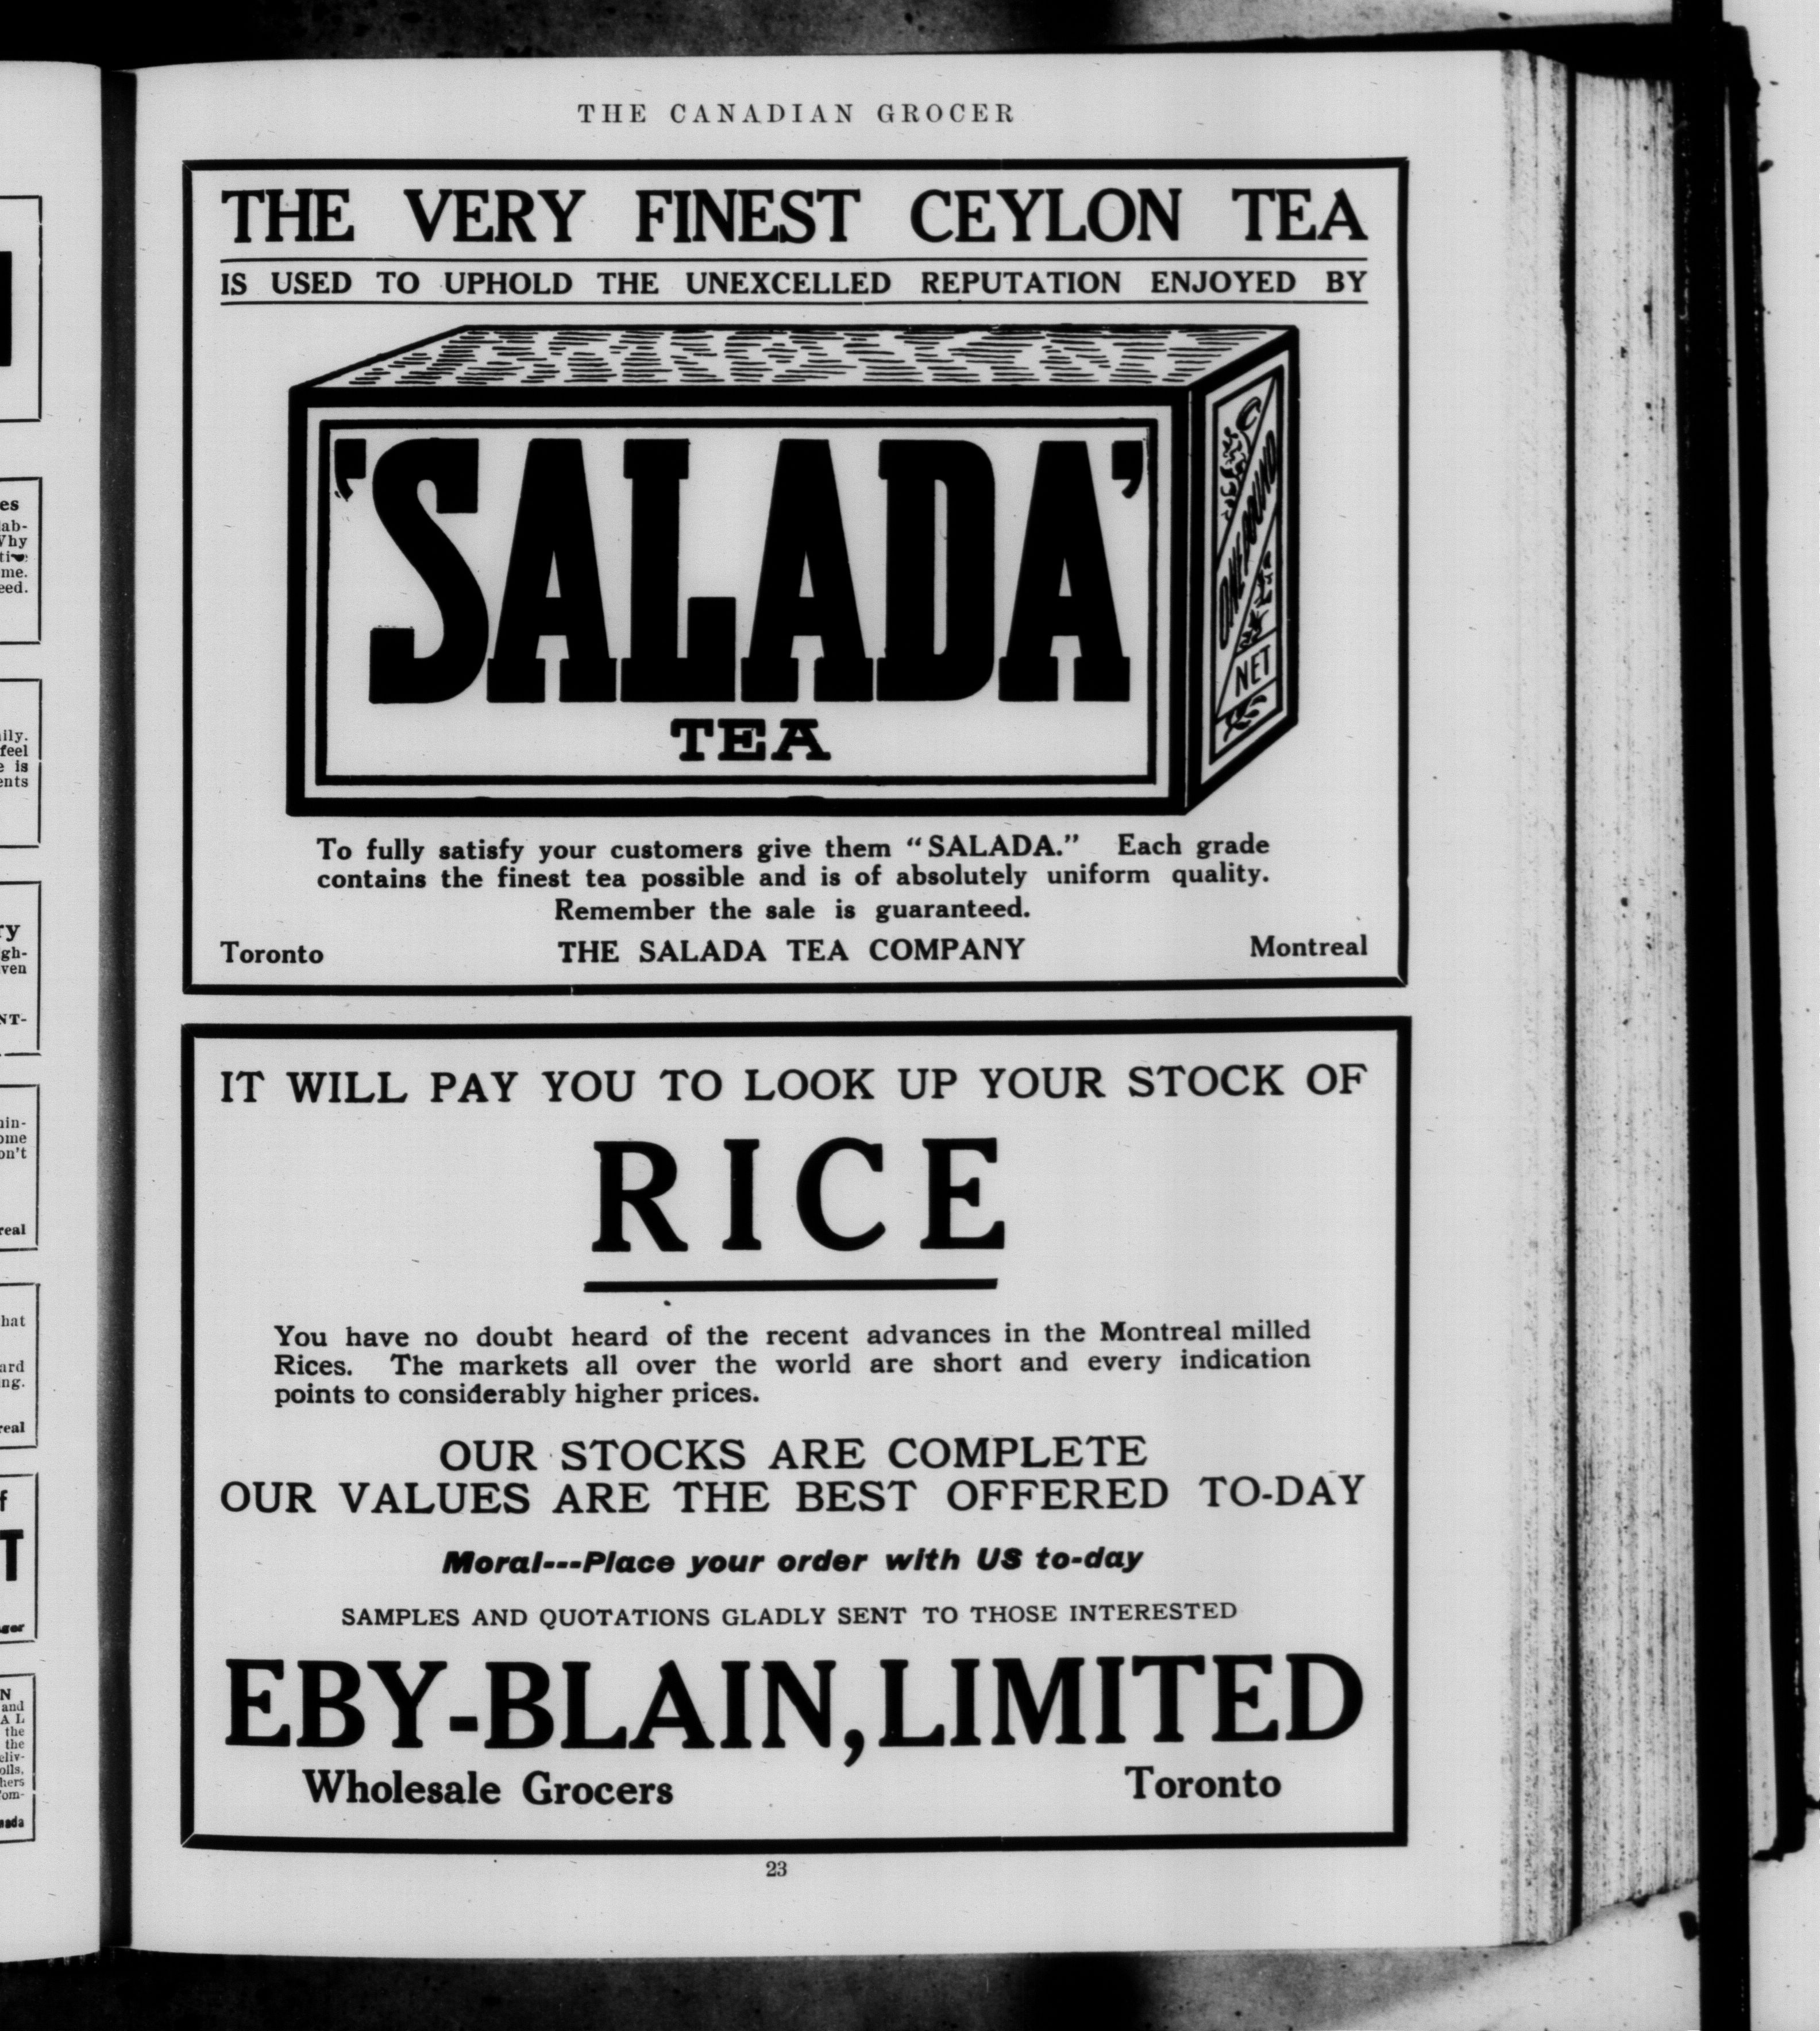 THE CANADIAN GROCER
THE VERY FINEST CEYLON TEA
IS USED TO UPHOLD THE UNEXCELLED REPUTATION ENJOYED BY
'SALADA'
TEA
ONE POUND
NET
To fully satisfy your customers give them "SALADA." Each grade
contains the finest tea possible and is of absolutely uniform quality.
Remember the sale is guaranteed.
Toronto THE SALADA TEA COMPANY Montreal
IT WILL PAY YOU TO LOOK UP YOUR STOCK OF
RICE
You have no doubt heard of the recent advances in the Montreal milled
Rices. The markets all over the world are short and every indication
points to considerably higher prices.
OUR STOCKS ARE COMPLETE
OUR VALUES ARE THE BEST OFFERED TO-DAY
Moral---Place your order with US to-day
SAMPLES AND QUOTATIONS GLADLY SENT TO THOSE INTERESTED
EBY-BLAIN, LIMITED
Wholesale Grocers Toronto
23